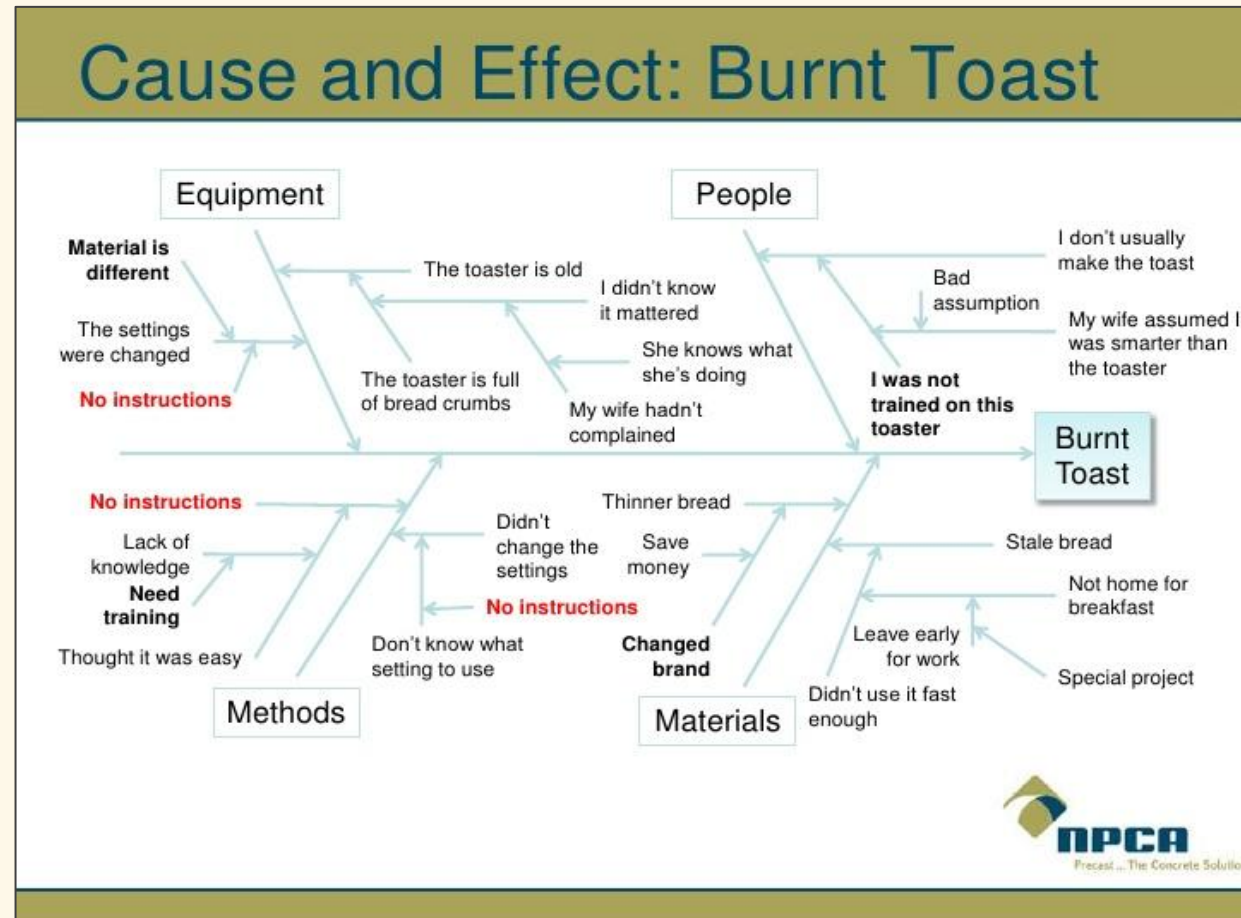 Cause and Effect: Burnt Toast
Equipment
People
Material is
different
The toaster is old
I didn't know
it mattered
The settings
were changed
She knows what
she's doing
No instructions
The toaster is full
of bread crumbs
My wife hadn't
complained
I don't usually
make the toast
Bad
assumption
My wife assumed I
was smarter than
the toaster
I was not
trained on this
toaster
Burnt
Toast
No instructions
Lack of
knowledge
Need
training
Thought it was easy
Didn't
change the
settings
No instructions
Don't know what
setting to use
Methods
Thinner bread
Save
money
Changed
brand
Stale bread
Not home for
breakfast
Leave early
for work
Special project
Didn't use it fast
enough
Materials
NPCA
Precast... The Concrete